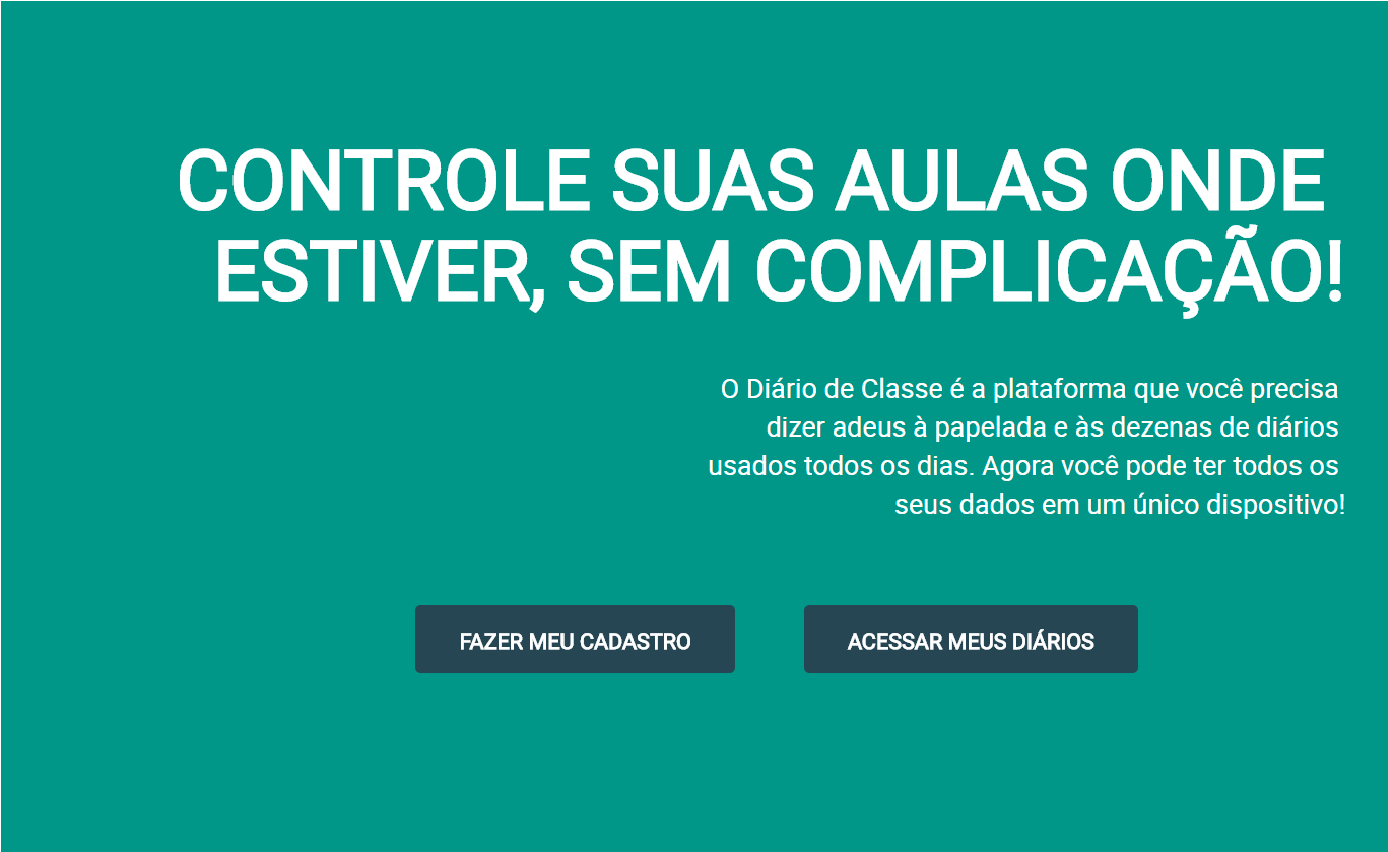 CONTROLE SUAS AULAS ONDE
ESTIVER, SEM COMPLICAÇÃO!
O Diário de Classe é a plataforma que você precisa
dizer adeus à papelada e às dezenas de diários
usados todos os dias. Agora você pode ter todos os
seus dados em um único dispositivo!
FAZER MEU CADASTRO
ACESSAR MEUS DIÁRIOS